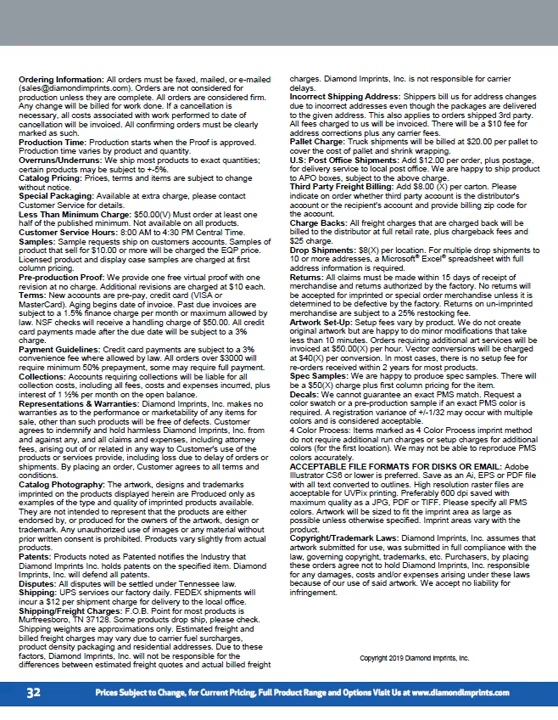 Ordering Information: All orders must be faxed, mailed, or e-mailed
(sales@diamondimprints.com). Orders are not considered for
production unless they are complete. All orders are considered firm.
Any change will be billed for work done. If a cancellation is
necessary, all costs associated with work performed to date of
cancellation will be invoiced. All confirming orders must be clearly
marked as such.
Production Time: Production starts when the Proof is approved.
Production time varies by product and quantity.
Overruns/Underruns: We ship most products to exact quantities;
certain products may be subject to +-5%.
Catalog Pricing: Prices, terms and items are subject to change
without notice.
Special Packaging: Available at extra charge, please contact
Customer Service for details.
Less Than Minimum Charge: $50.00(V) Must order at least one
half of the published minimum. Not available on all products.
Customer Service Hours: 8:00 AM to 4:30 PM Central Time.
Samples: Sample requests ship on customers accounts. Samples of
product that sell for $10.00 or more will be charged the EQP price.
Licensed product and display case samples are charged at first
column pricing.
Pre-production Proof: We provide one free virtual proof with one
revision at no charge. Additional revisions are charged at $10 each.
Terms: New accounts are pre-pay, credit card (VISA or
MasterCard). Aging begins date of invoice. Past due invoices are
subject to a 1.5% finance charge per month or maximum allowed by
law. NSF checks will receive a handling charge of $50.00. All credit
card payments made after the due date will be subject to a 3%
charge.
Payment Guidelines: Credit card payments are subject to a 3%
convenience fee where allowed by law. All orders over $3000 will
require minimum 50% prepayment, some may require full payment.
Collections: Accounts requiring collections will be liable for all
collection costs, including all fees, costs and expenses incurred, plus
interest of 1 ½% per month on the open balance.
Representations & Warranties: Diamond Imprints, Inc. makes no
warranties as to the performance or marketability of any items for
sale, other than such products will be free of defects. Customer
agrees to indemnify and hold harmless Diamond Imprints, Inc. from
and against any, and all claims and expenses, including attorney
fees, arising out of or related in any way to Customer's use of the
products or services provide, including loss due to delay of orders or
shipments. By placing an order, Customer agrees to all terms and
conditions.
Catalog Photography: The artwork, designs and trademarks
imprinted on the products displayed herein are Produced only as
examples of the type and quality of imprinted products available.
They are not intended to represent that the products are either
endorsed by, or produced for the owners of the artwork, design or
trademark. Any unauthorized use of images or any material without
prior written consent is prohibited. Products vary slightly from actual
products.
Patents: Products noted as Patented notifies the Industry that
Diamond Imprints Inc. holds patents on the specified item. Diamond
Imprints, Inc. will defend all patents.
Disputes: All disputes will be settled under Tennessee law.
Shipping: UPS services our factory daily. FEDEX shipments will
incur a $12 per shipment charge for delivery to the local office.
Shipping/Freight Charges: F.O.B. Point for most products is
Murfreesboro, TN 37128. Some products drop ship, please check.
Shipping weights are approximations only. Estimated freight and
billed freight charges may vary due to carrier fuel surcharges,
product density packaging and residential addresses. Due to these
factors, Diamond Imprints, Inc. will not be responsible for the
differences between estimated freight quotes and actual billed freight
charges. Diamond Imprints, Inc. is not responsible for carrier
delays.
Incorrect Shipping Address: Shippers bill us for address changes
due to incorrect addresses even though the packages are delivered
to the given address. This also applies to orders shipped 3rd party.
All fees charged to us will be invoiced. There will be a $10 fee for
address corrections plus any carrier fees.
Pallet Charge: Truck shipments will be billed at $20.00 per pallet to
cover the cost of pallet and shrink wrapping.
U.S: Post Office Shipments: Add $12.00 per order, plus postage,
for delivery service to local post office. We are happy to ship product
to APO boxes, subject to the above charge.
Third Party Freight Billing: Add $8.00 (X) per carton. Please
indicate on order whether third party account is the distributor's
account or the recipient's account and provide billing zip code for
the account.
Charge Backs: All freight charges that are charged back will be
billed to the distributor at full retail rate, plus chargeback fees and
$25 charge.
Drop Shipments: $8(X) per location. For multiple drop shipments to
10 or more addresses, a Microsoft® Excel® spreadsheet with full
address information is required.
Returns: All claims must be made within 15 days of receipt of
merchandise and returns authorized by the factory. No returns will
be accepted for imprinted or special order merchandise unless it is
determined to be defective by the factory. Returns on un-imprinted
merchandise are subject to a 25% restocking fee.
Artwork Set-Up: Setup fees vary by product. We do not create
original artwork but are happy to do minor modifications that take
less than 10 minutes. Orders requiring additional art services will be
invoiced at $50.00(X) per hour. Vector conversions will be charged
at $40(X) per conversion. In most cases, there is no setup fee for
re-orders received within 2 years for most products.
Spec Samples: We are happy to produce spec samples. There will
be a $50(X) charge plus first column pricing for the item.
Decals: We cannot guarantee an exact PMS match. Request a
color swatch or a pre-production sample if an exact PMS color is
required. A registration variance of +/-1/32 may occur with multiple
colors and is considered acceptable.
4 Color Process: Items marked as 4 Color Process imprint method
do not require additional run charges or setup charges for additional
colors (for the first location). We may not be able to reproduce PMS
colors accurately.
ACCEPTABLE FILE FORMATS FOR DISKS OR EMAIL: Adobe
Illustrator CS6 or lower is preferred. Save as an Ai, EPS or PDF file
with all text converted to outlines. High resolution raster files are
acceptable for UVPix printing. Preferably 600 dpi saved with
maximum quality as a JPG, PDF or TIFF. Please specify all PMS
colors. Artwork will be sized to fit the imprint area as large as
possible unless otherwise specified. Imprint areas vary with the
product.
Copyright/Trademark Laws: Diamond Imprints, Inc. assumes that
artwork submitted for use, was submitted in full compliance with the
law, governing copyright, trademarks, etc. Purchasers, by placing
these orders agree not to hold Diamond Imprints, Inc. responsible
for any damages, costs and/or expenses arising under these laws
because of our use of said artwork. We accept no liability for
infringement.
Copyright 2019 Diamond Imprints, Inc.
32 Prices Subject to Change, for Current Pricing, Full Product Range and Options Visit Us at www.diamondimprints.com